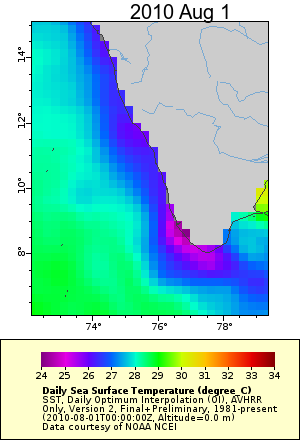 2010 Aug 1
14°
12°
10°
8°
74° 76° 78°
24 25 26 27 28 29 30 31 32 33 34
Daily Sea Surface Temperature (degree_C)
SST, Daily Optimum Interpolation (OI), AVHRR
Only, Version 2, Final+Preliminary, 1981-present
(2010-08-01T00:00:00Z, Altitude=0.0 m)
Data courtesy of NOAA NCEI